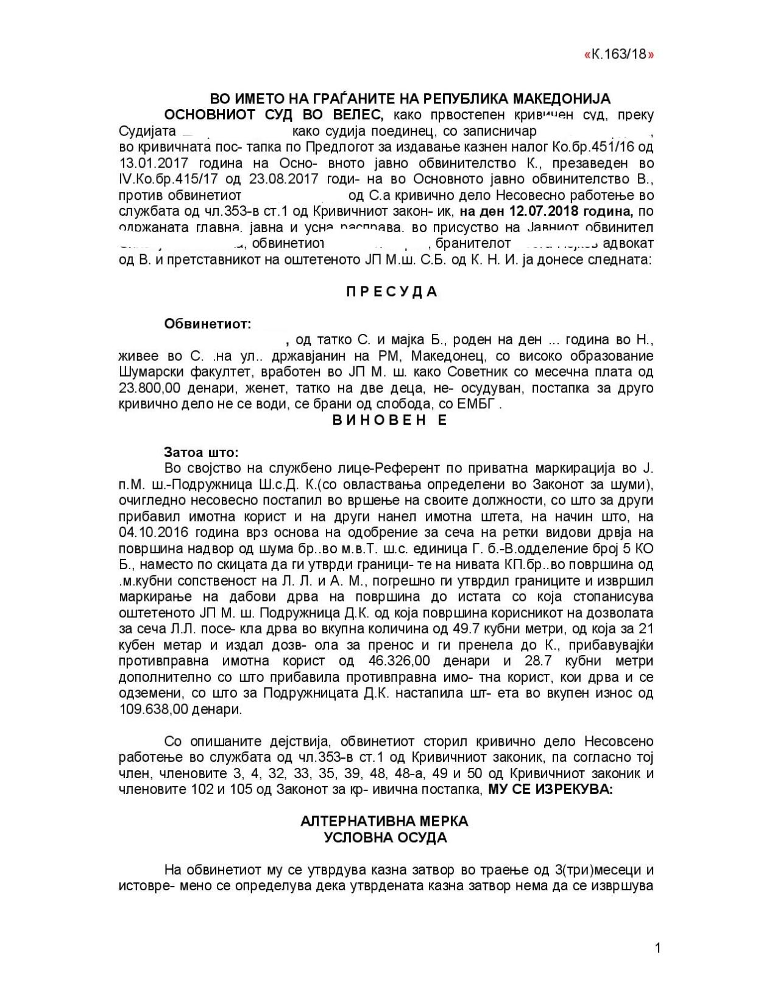 «К.163/18»
ВО ИМЕТО НА ГРАЃАНИТЕ НА РЕПУБЛИКА МАКЕДОНИЈА
ОСНОВНИОТ СУД ВО ВЕЛЕС, како првостепен кривичен суд, преку
Судијата како судија поединец, со записничар ,
во кривичната пос- тапка по Предлогот за издавање казнен налог Ко.бр.451/16 од
13.01.2017 година на Осно- вното јавно обвинителство К., презаведен во
IV.Ко.бр.415/17 од 23.08.2017 годи- на во Основното јавно обвинителство В.,
против обвинетиот од С.а кривично дело Несовесно работење во
службата од чл.353-в ст.1 од Кривичниот закон- ик, на ден 12.07.2018 година, по
одржаната главна, јавна и усна расправа, во присуство на Јавниот обвинител
, обвинетиот , бранителот адвокат
од В. и претставникот на оштетеното ЈП М.ш. С.Б. од К. Н. И. ја донесе следната:
П Р Е С У Д А
Обвинетиот:
, од татко С. и мајка Б., роден на ден ... година во Н.,
живее во С. .на ул.. државјанин на РМ, Македонец, со високо образование
Шумарски факултет, вработен во ЈП М. ш. како Советник со месечна плата од
23.800,00 денари, женет, татко на две деца, не- осудуван, постапка за друго
кривично дело не се води, се брани од слобода, со ЕМБГ .
В И Н О В Е Н Е
Затоа што:
Во својство на службено лице-Референт по приватна маркирација во Ј.
п.М. ш.-Подружница Ш.с.Д. К.(со овластвања определени во Законот за шуми),
очигледно несовесно постапил во вршење на своите должности, со што за други
прибавил имотна корист и на други нанел имотна штета, на начин што, на
04.10.2016 година врз основа на одобрение за сеча на ретки видови дрвја на
површина надвор од шума бр..во м.в.Т. ш.с. единица Г. б.-В.одделение број 5 КО
Б., наместо по скицата да ги утврди граници- те на нивата КП.бр..во површина од
.м.кубни сопственост на Л. Л. и А. М., погрешно ги утврдил границите и извршил
маркирање на дабови дрва на површина до истата со која стопанисува
оштетеното ЈП М. ш. Подружница Д.К. од која површина корисникот на дозволата
за сеча Л.Л. посе- кла дрва во вкупна количина од 49.7 кубни метри, од која за 21
кубен метар и издал дозв- ола за пренос и ги пренела до К., прибавувајќи
противправна имотна корист од 46.326,00 денари и 28.7 кубни метри
дополнително со што прибавила противправна имо- тна корист, кои дрва и се
одземени, со што за Подружницата Д.К. настапила шт- ета во вкупен износ од
109.638,00 денари.
Со опишаните дејствија, обвинетиот сторил кривично дело Несовсено
работење во службата од чл.353-в ст.1 од Кривичниот законик, па согласно тој
член, членовите 3, 4, 32, 33, 35, 39, 48, 48-а, 49 и 50 од Кривичниот законик и
членовите 102 и 105 од Законот за кр- ивична постапка, МУ СЕ ИЗРЕКУВА:
АЛТЕРНАТИВНА МЕРКА
УСЛОВНА ОСУДА
На обвинетиот му се утврдува казна затвор во траење од 3(три)месеци и
истовре- мено се определува дека утврдената казна затвор нема да се извршува
1